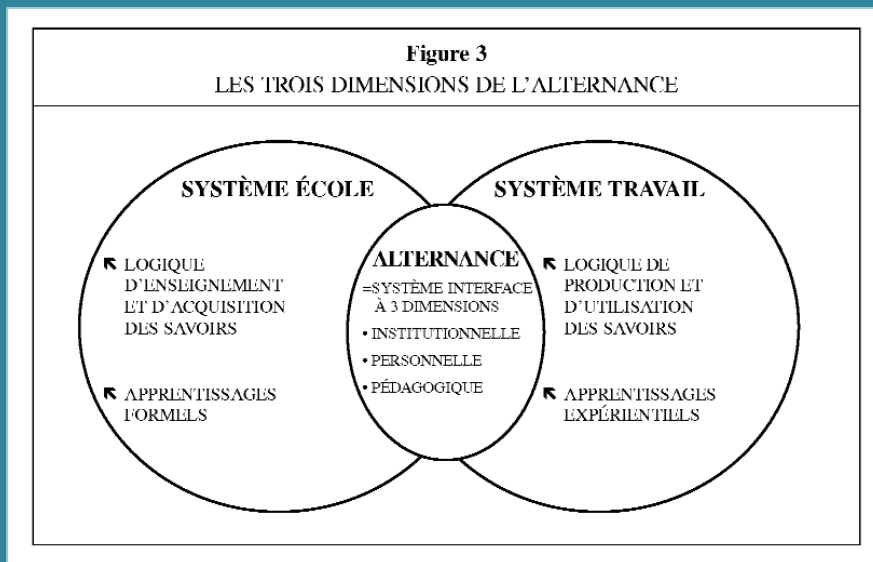 Figure 3
LES TROIS DIMENSIONS DE L'ALTERNANCE
SYSTÈME ÉCOLE
LOGIQUE
D'ENSEIGNEMENT
ET D'ACQUISITION
DES SAVOIRS
APPRENTISSAGES
FORMELS
ALTERNANCE
=SYSTÈME INTERFACE
À 3 DIMENSIONS
• INSTITUTIONNELLE
• PERSONNELLE
• PÉDAGOGIQUE
SYSTÈME TRAVAIL
LOGIQUE DE
PRODUCTION ET
D'UTILISATION
DES SAVOIRS
APPRENTISSAGES
EXPÉRIENTIELS